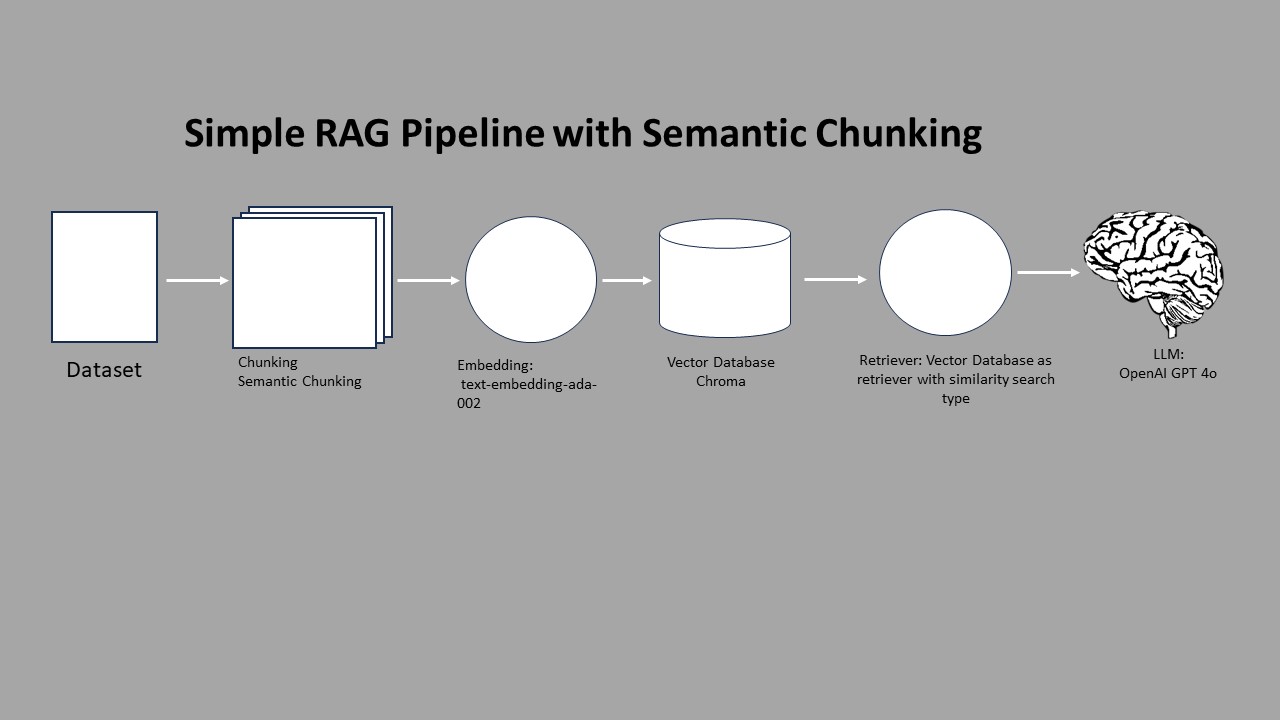 Simple RAG Pipeline with Semantic Chunking
Dataset
Chunking
Semantic Chunking
Embedding:
text-embedding-ada-
002
Vector Database
Chroma
Retriever: Vector Database as
retriever with similarity search
type
LLM:
OpenAI GPT 4o